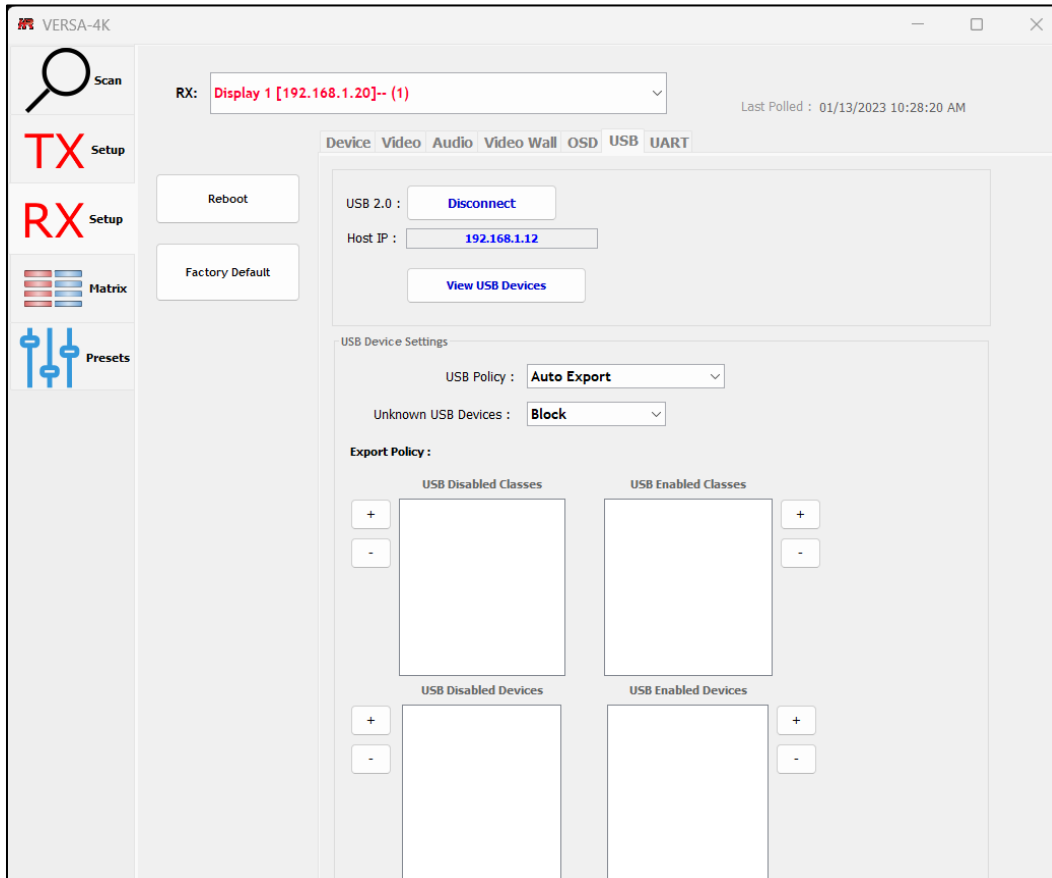 VERSA-4K
Scan
TX Setup
RX Setup
Matrix
Presets
RX: Display 1 [192.168.1.20]-- (1)
Last Polled : 01/13/2023 10:28:20 AM
Device Video Audio Video Wall OSD USB UART
Reboot
Factory Default
USB 2.0 : Disconnect
Host IP : 192.168.1.12
View USB Devices
USB Device Settings
USB Policy : Auto Export
Unknown USB Devices : Block
Export Policy :
USB Disabled Classes USB Enabled Classes
+ +
- -
USB Disabled Devices USB Enabled Devices
+ +
- -